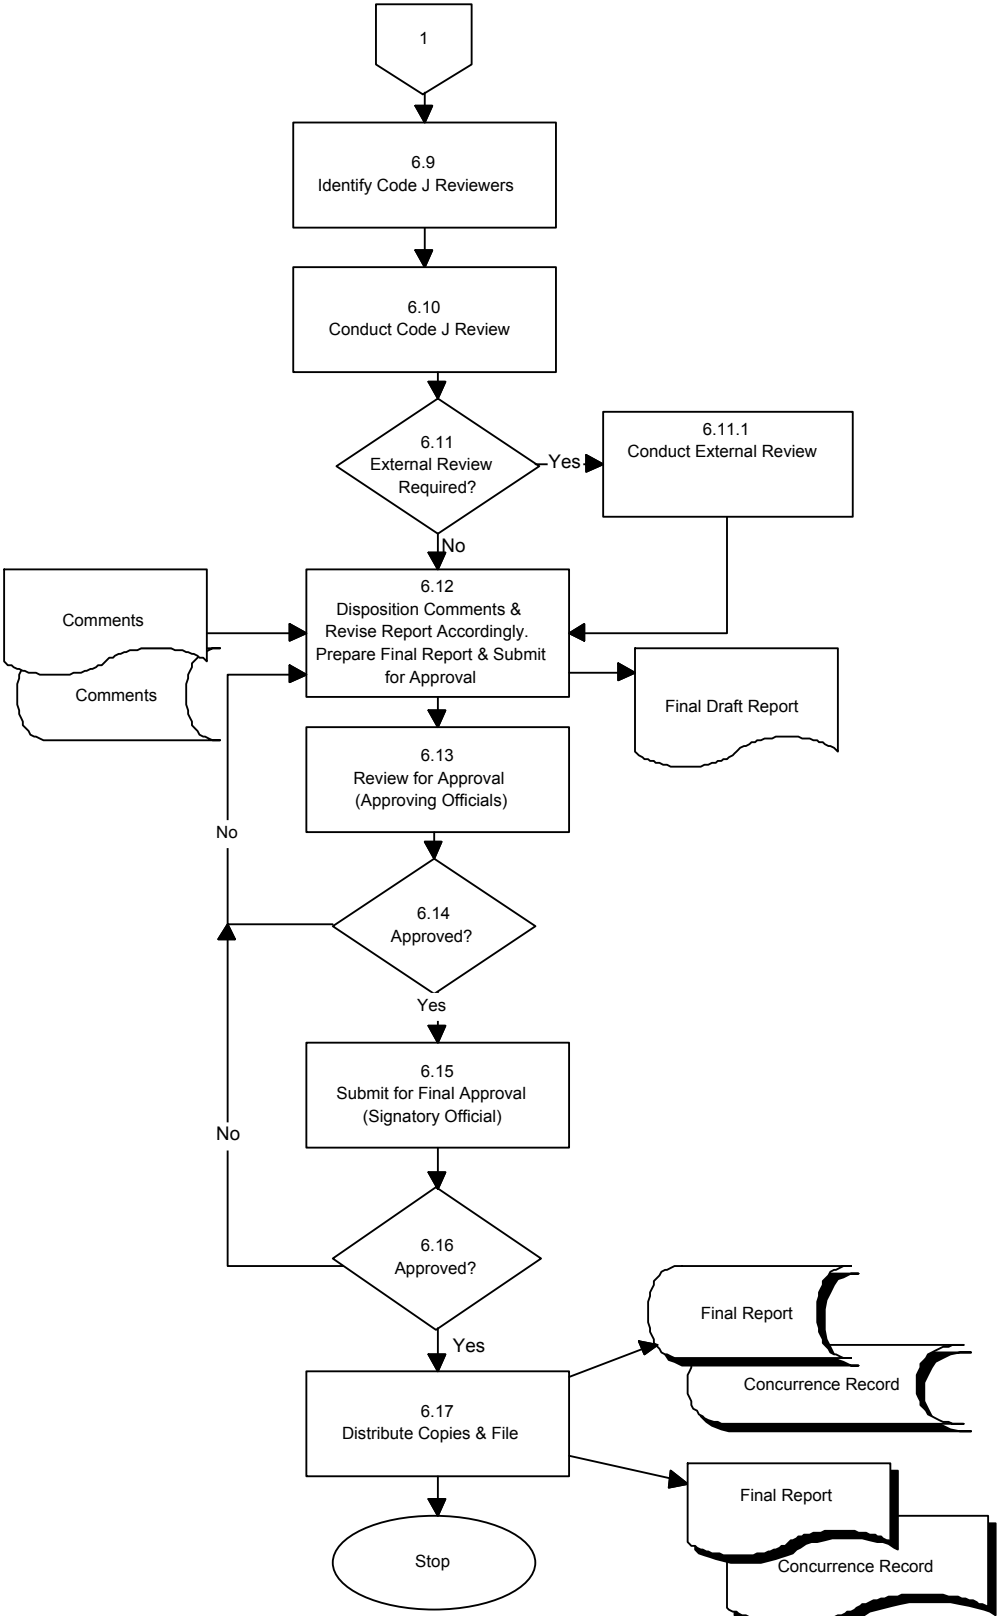 1
6.9
Identify Code J Reviewers
6.10
Conduct Code J Review
6.11
External Review
Required?
Yes
6.11.1
Conduct External Review
No
Comments
Comments
6.12
Disposition Comments &
Revise Report Accordingly.
Prepare Final Report & Submit
for Approval
Final Draft Report
6.13
Review for Approval
(Approving Officials)
No
6.14
Approved?
Yes
6.15
Submit for Final Approval
(Signatory Official)
No
6.16
Approved?
Yes
Final Report
Concurrence Record
6.17
Distribute Copies & File
Final Report
Concurrence Record
Stop